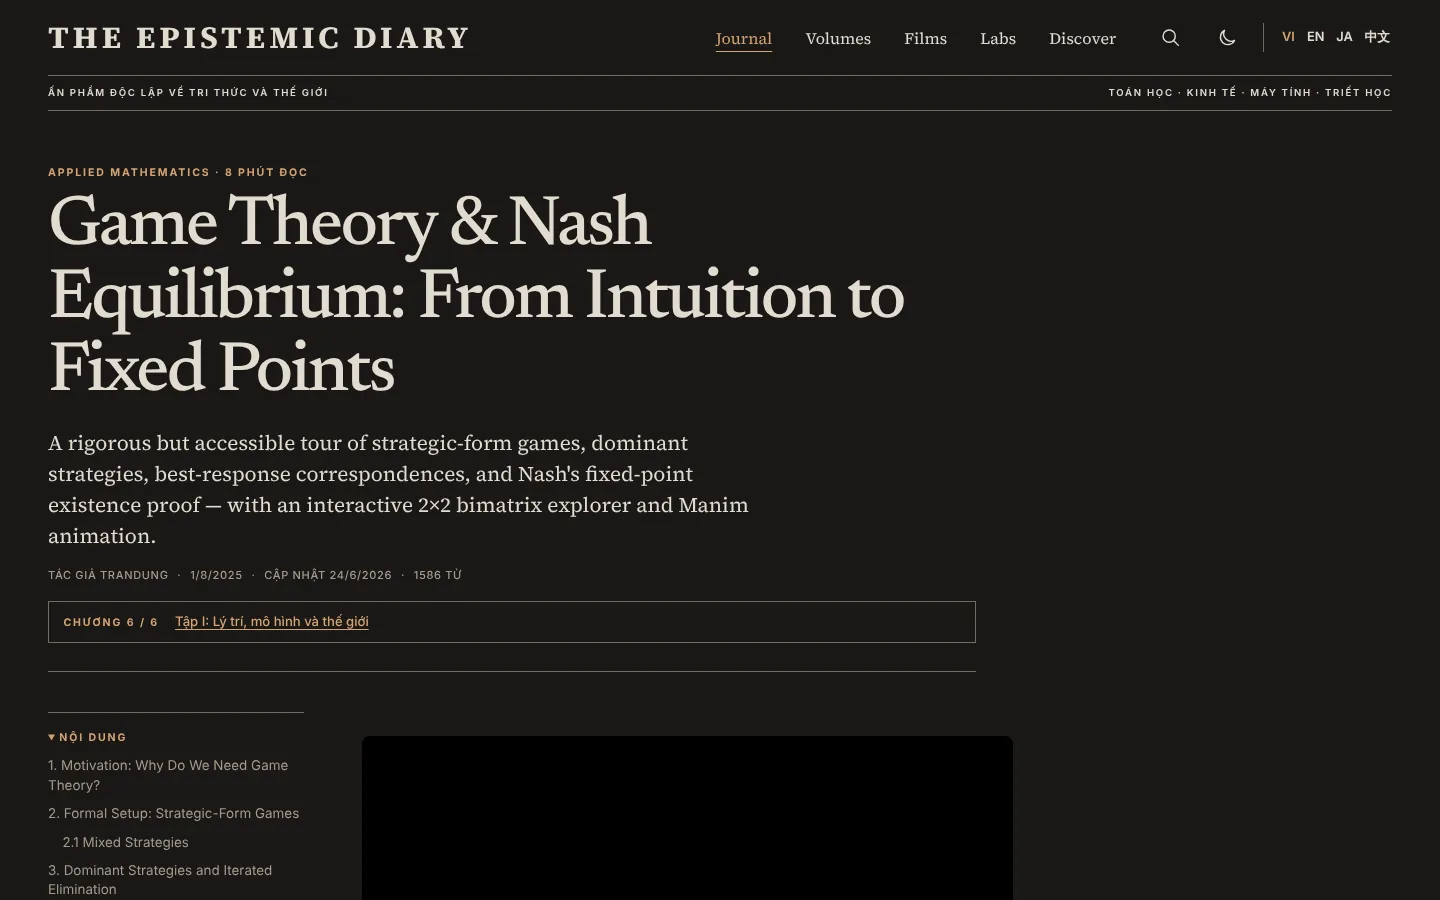 THE EPISTEMIC DIARY
Journal Volumes Films Labs Discover VI EN JA 中文
ẤN PHẨM ĐỘC LẬP VỀ TRI THỨC VÀ THẾ GIỚI
TOÁN HỌC · KINH TẾ · MÁY TÍNH · TRIẾT HỌC
APPLIED MATHEMATICS · 8 PHÚT ĐỌC
Game Theory & Nash
Equilibrium: From Intuition to
Fixed Points
A rigorous but accessible tour of strategic-form games, dominant
strategies, best-response correspondences, and Nash's fixed-point
existence proof — with an interactive 2×2 bimatrix explorer and Manim
animation.
TÁC GIẢ TRANDUNG · 1/8/2025 · CẬP NHẬT 24/6/2026 · 1586 TỪ
CHƯƠNG 6 / 6 Tập I: Lý trí, mô hình và thế giới
▼ NỘI DUNG
1. Motivation: Why Do We Need Game
Theory?
2. Formal Setup: Strategic-Form Games
2.1 Mixed Strategies
3. Dominant Strategies and Iterated
Elimination